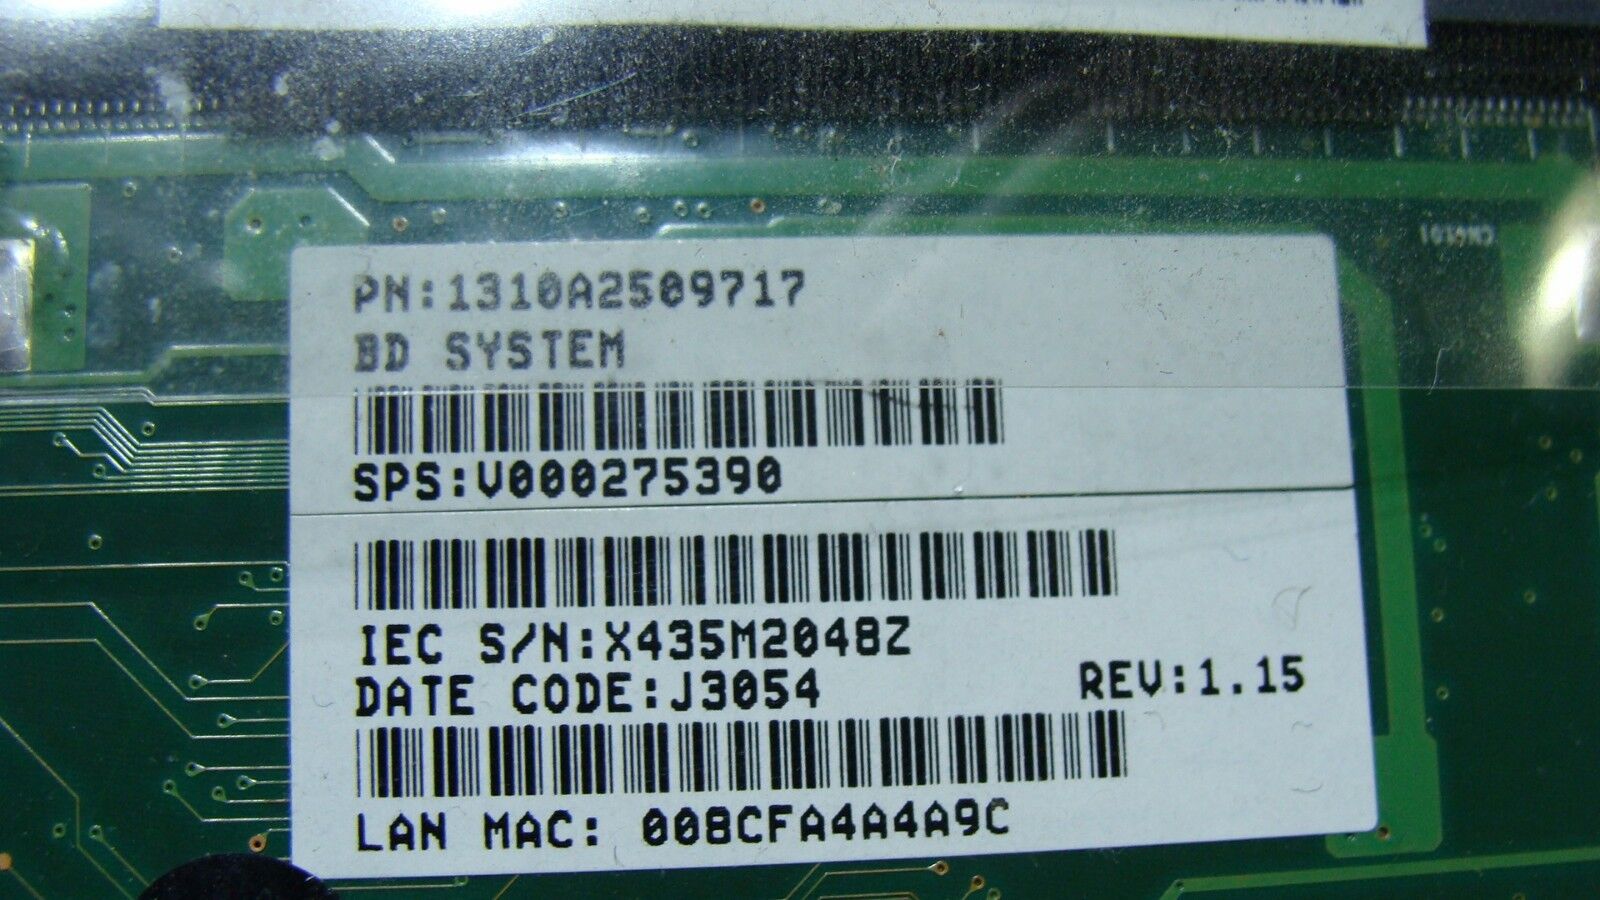 PN:1310A2509717
BD SYSTEM
SPS:V000275390
IEC S/N:X435M2048Z
DATE CODE:J3054
REV:1.15
LAN MAC: 008CFA4A4A9C